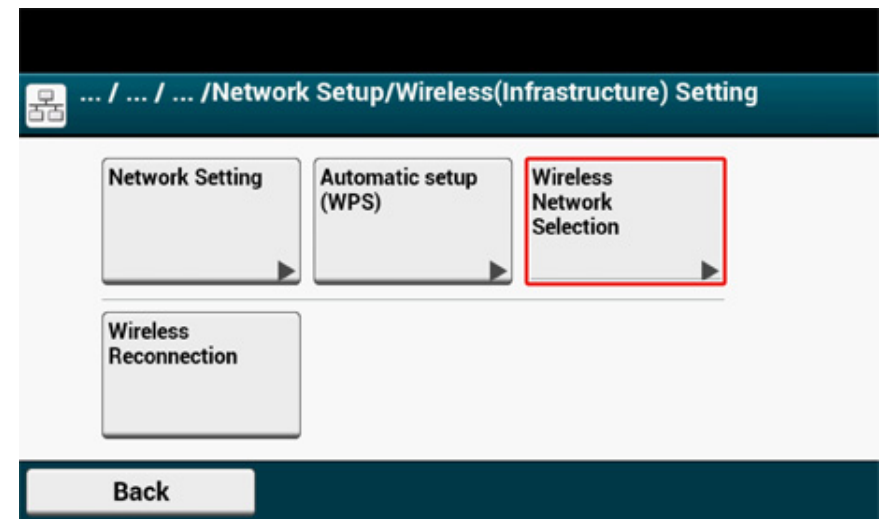 ... / ... / ... /Network Setup/Wireless(Infrastructure) Setting
Network Setting
Automatic setup
(WPS)
Wireless
Network
Selection
Wireless
Reconnection
Back